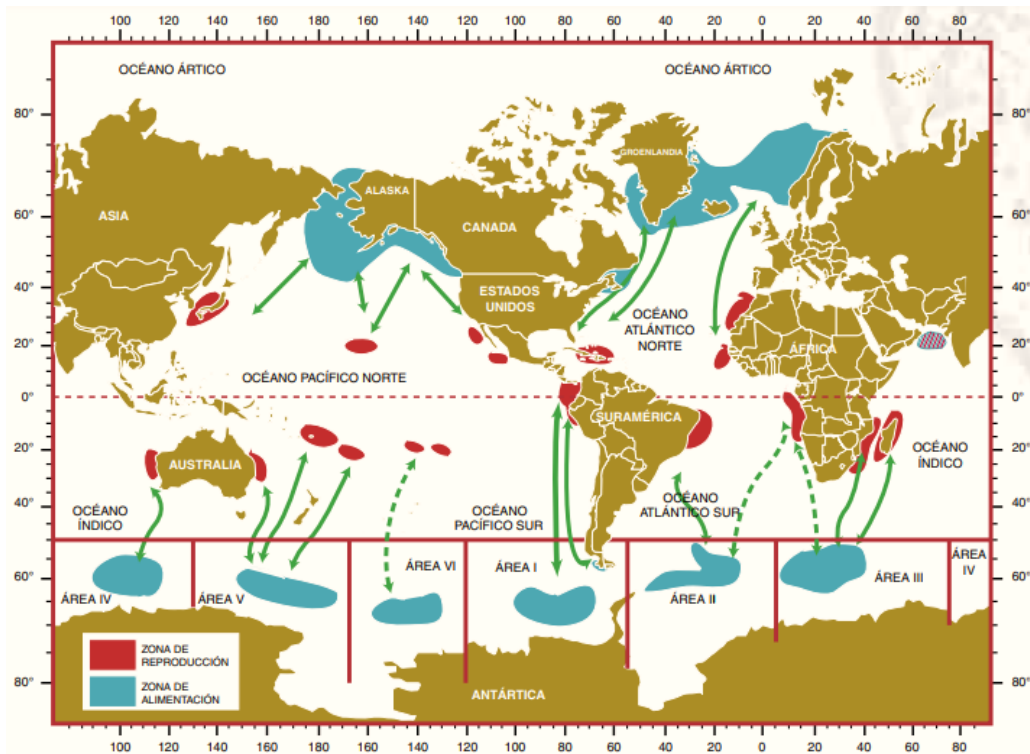 100 120 140 160 180 160 140 120 100 80 60 40 20 0 20 40 60 80
OCÉANO ÁRTICO
OCÉANO ÁRTICO
80° 80°
GROENLANDIA
ALASKA
ASIA
CANADA
60° 60°
ESTADOS
UNIDOS
40° 40°
OCÉANO
ATLÁNTICO
NORTE
ÁFRICA
20° 20°
OCÉANO PACÍFICO NORTE
0° 0°
SURAMÉRICA
20° 20°
AUSTRALIA
OCÉANO
ÍNDICO
40° 40°
OCÉANO
ÍNDICO
OCÉANO
PACÍFICO SUR
OCÉANO
ATLÁNTICO SUR
60° 60°
ÁREA IV
ÁREA V
ÁREA VI
ÁREA I
ÁREA II
ÁREA III
ÁREA
IV
ZONA DE
REPRODUCCIÓN
ZONA DE
ALIMENTACIÓN
ANTÁRTICA
80° 80°
100 120 140 160 180 160 140 120 100 80 60 40 20 0 20 40 60 80